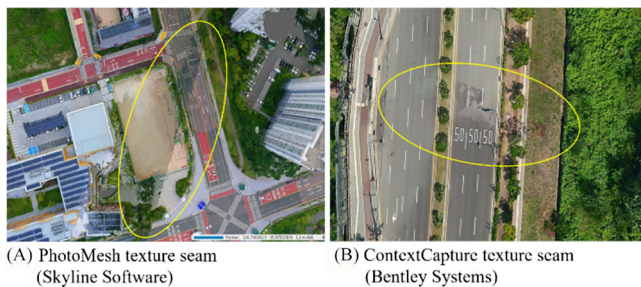 50 50 50
(A) PhotoMesh texture seam
(Skyline Software)
(B) ContextCapture texture seam
(Bentley Systems)